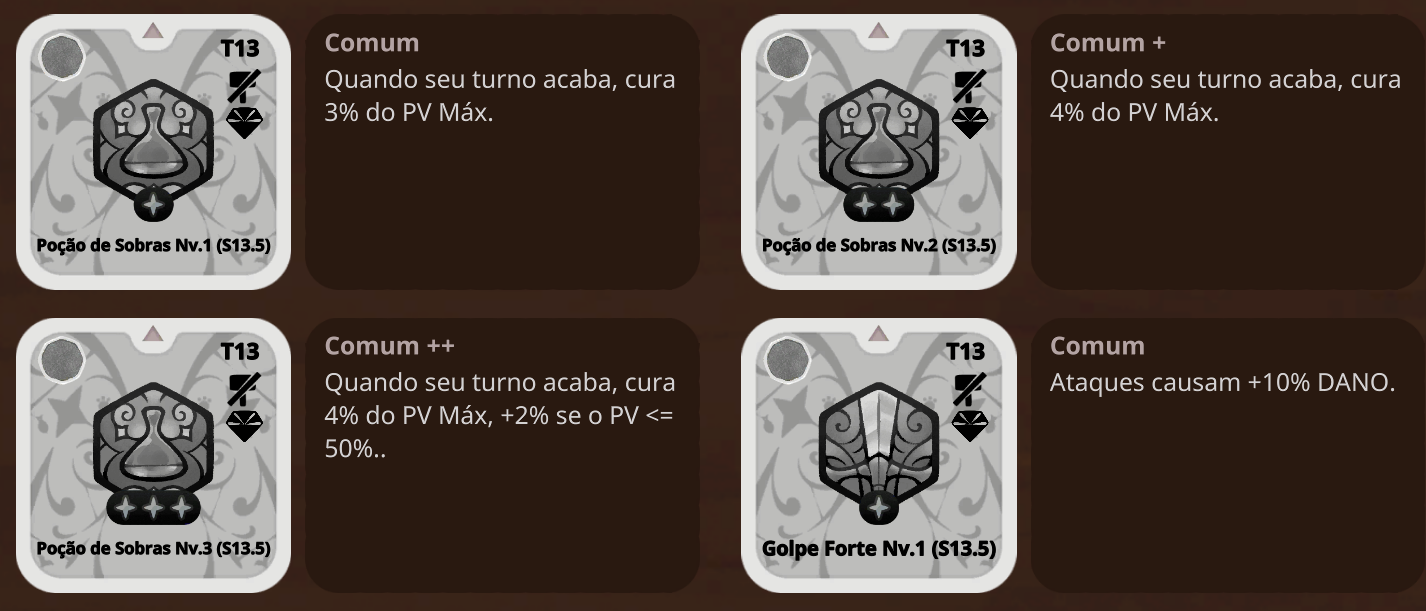 T13
Poção de Sobras Nv.1 (S13.5)
Comum
Quando seu turno acaba, cura
3% do PV Máx.
T13
Poção de Sobras Nv.2 (S13.5)
Comum +
Quando seu turno acaba, cura
4% do PV Máx.
T13
Poção de Sobras Nv.3 (S13.5)
Comum ++
Quando seu turno acaba, cura
4% do PV Máx, +2% se o PV <=
50%..
T13
Golpe Forte Nv.1 (S13.5)
Comum
Ataques causam +10% DANO.